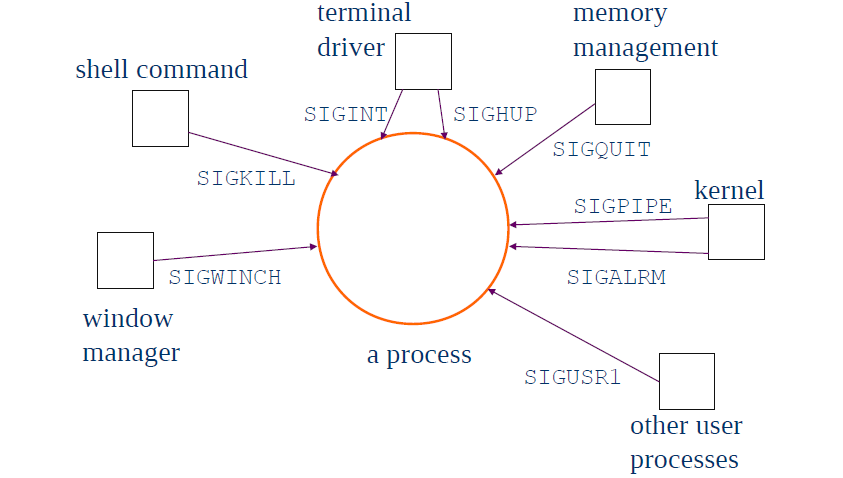 terminal
driver
memory
management
shell command
SIGINT
SIGHUP
SIGQUIT
SIGKILL
kernel
SIGPIPE
SIGWINCH
SIGALRM
window
manager
a process
SIGUSR1
other user
processes